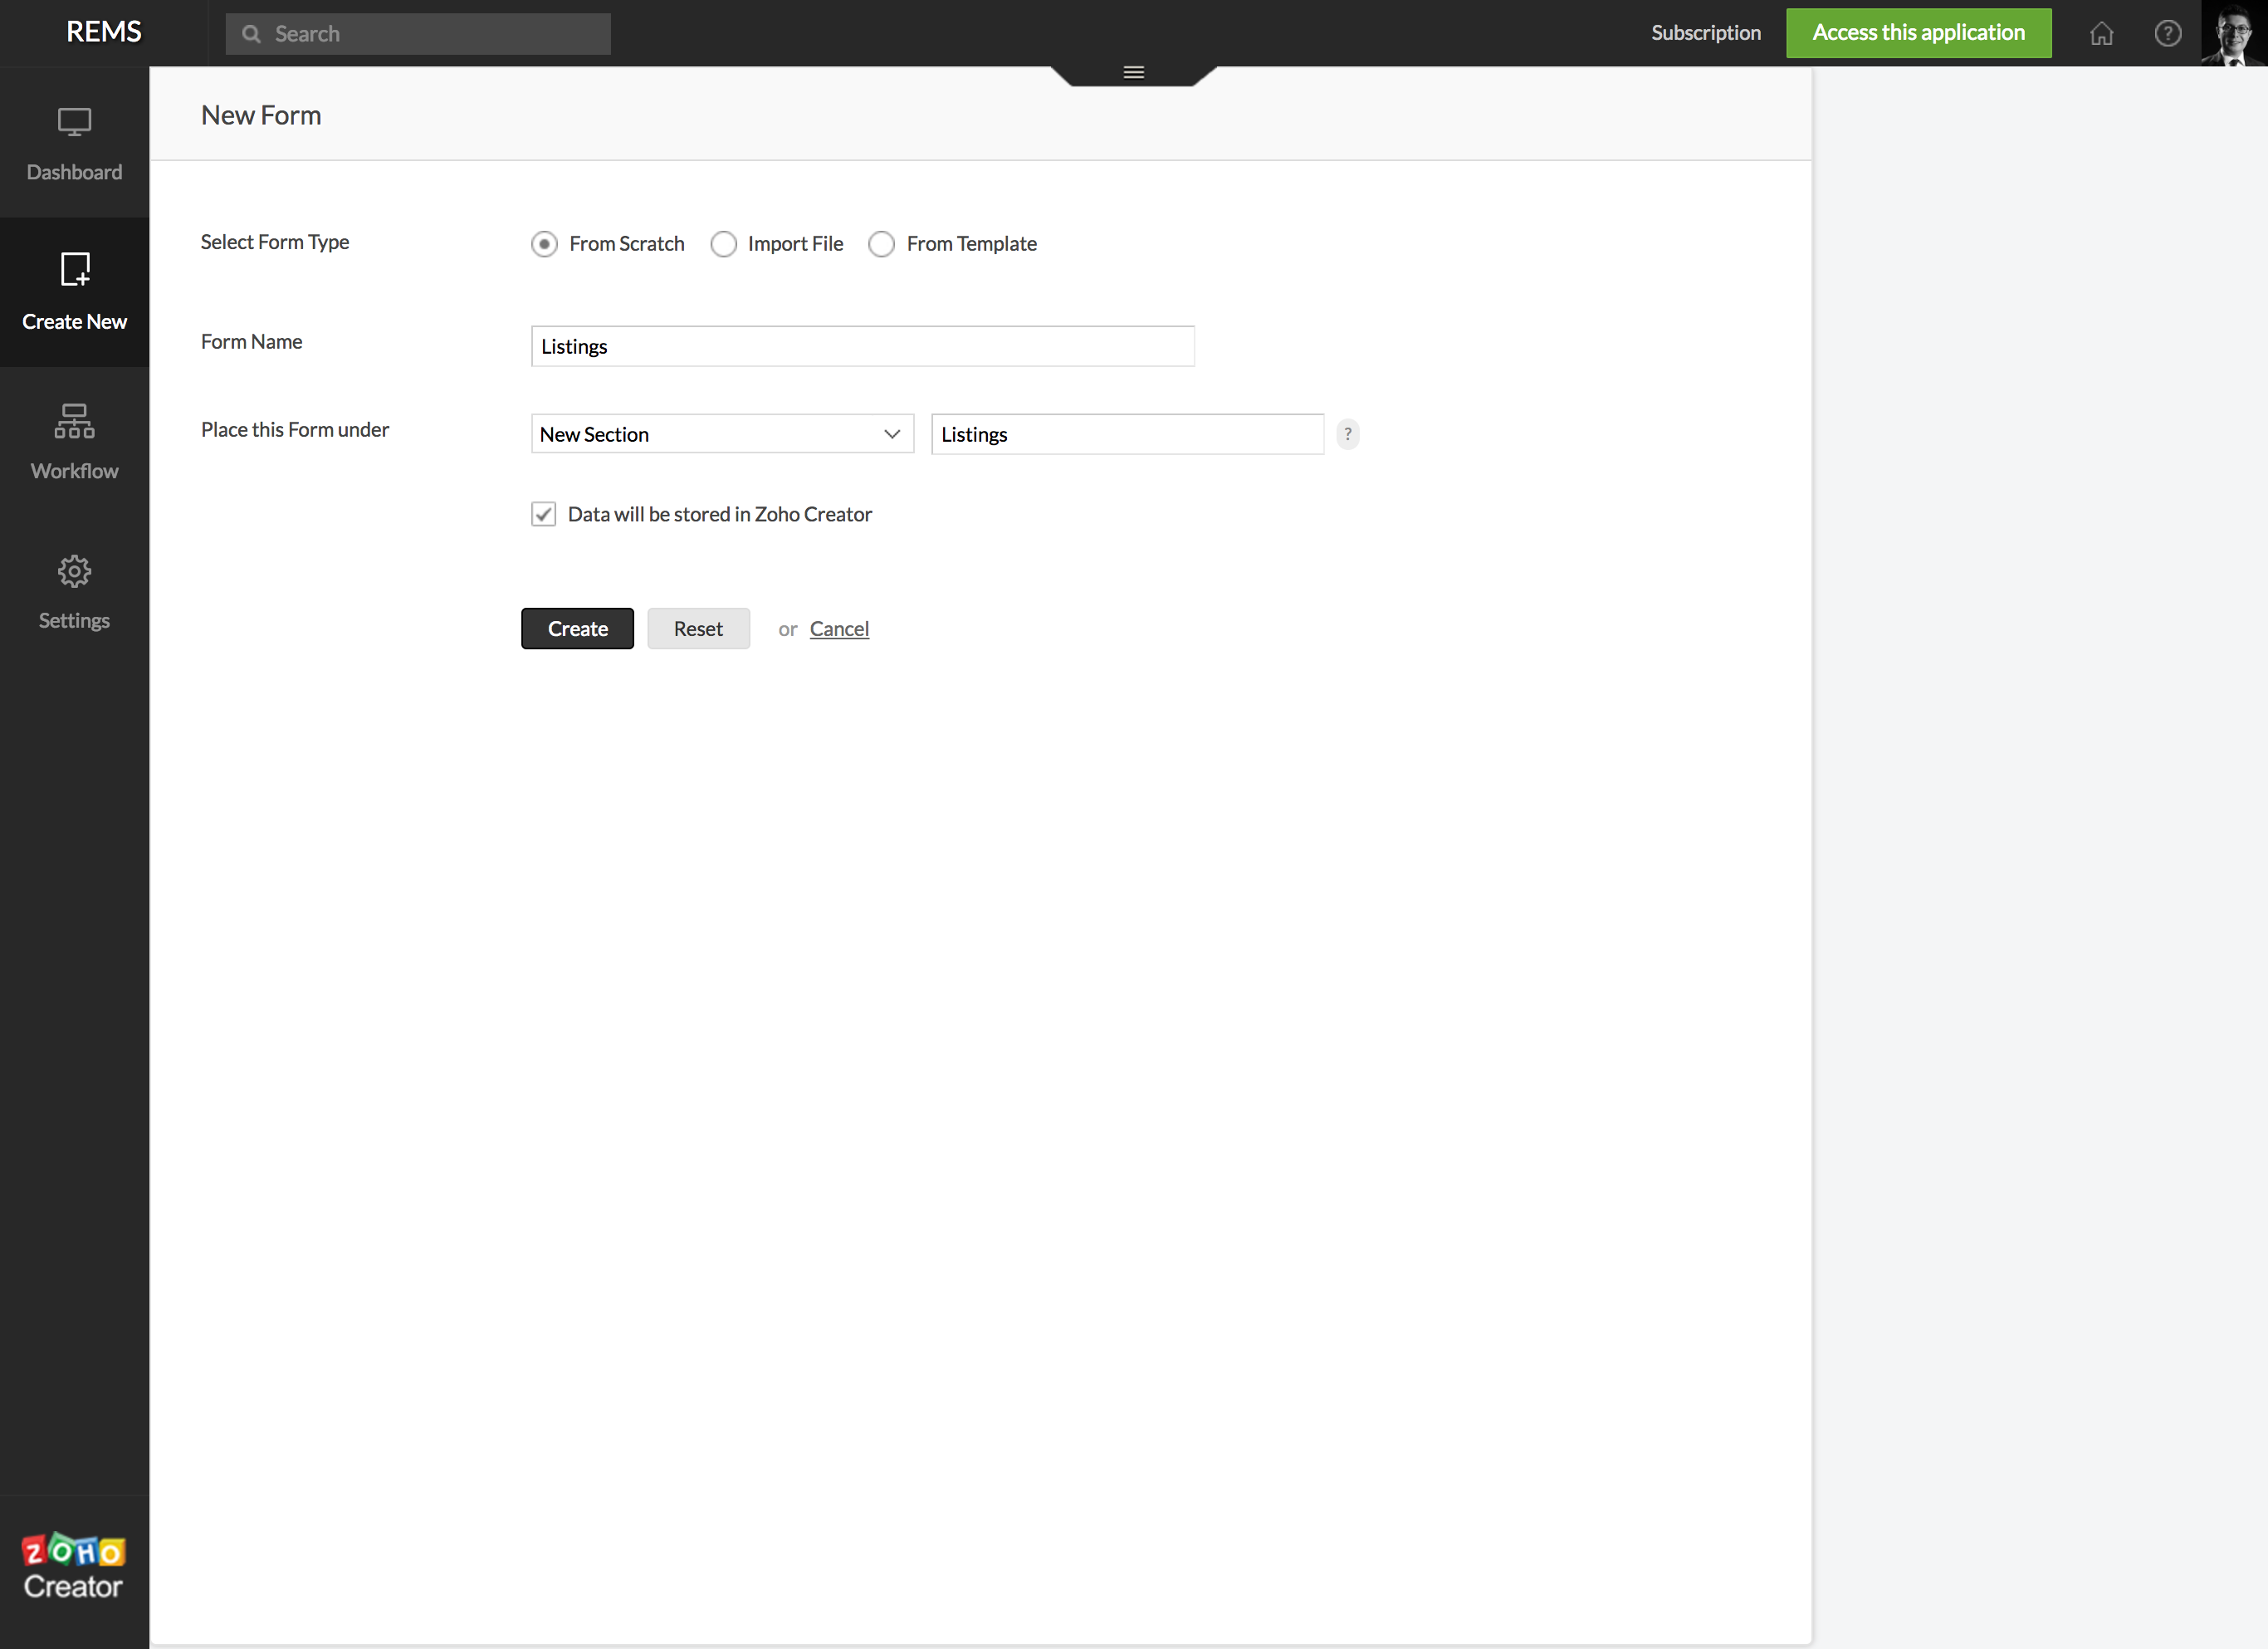 REMS
Search
Subscription
Access this application
?
Dashboard
Create New
Workflow
Settings
New Form
Select Form Type
From Scratch
Import File
From Template
Form Name
Listings
Place this Form under
New Section
Listings
?
Data will be stored in Zoho Creator
Create
Reset
or Cancel
ZOHO
Creator